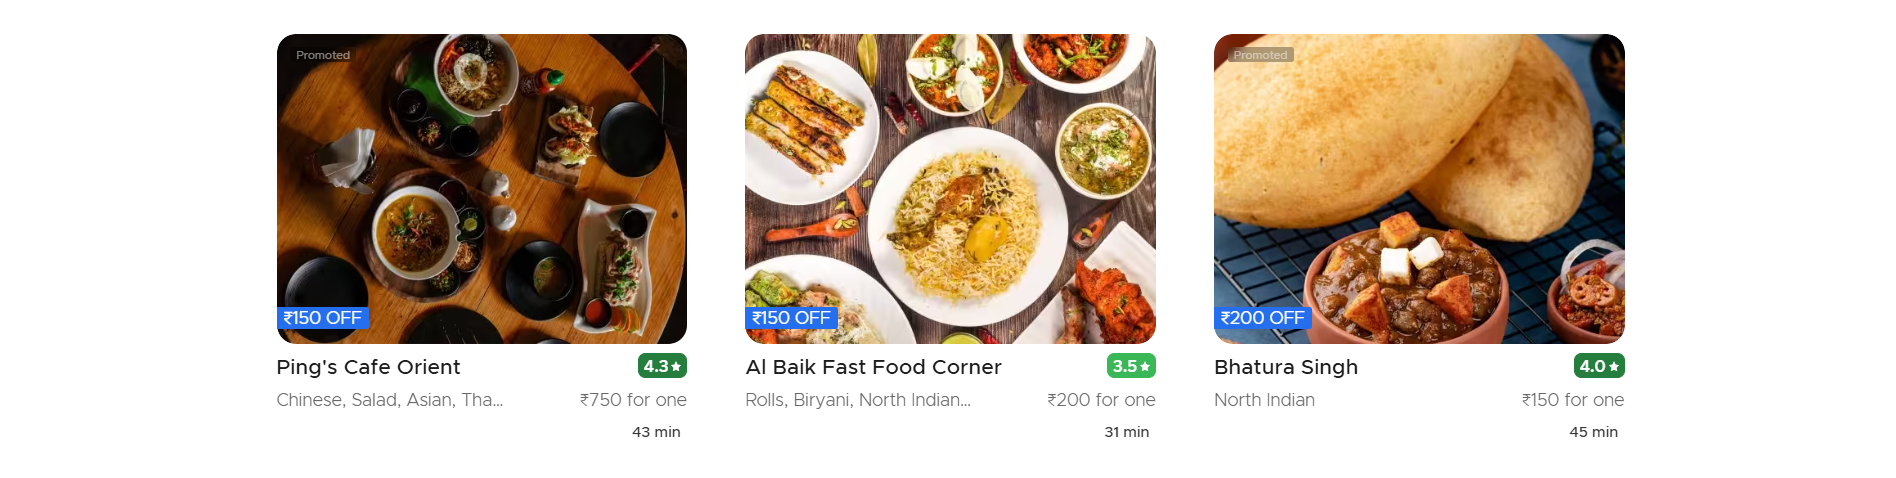 Promoted
₹150 OFF
Ping's Cafe Orient 4.3★
Chinese, Salad, Asian, Tha... ₹750 for one
43 min
₹150 OFF
Al Baik Fast Food Corner 3.5★
Rolls, Biryani, North Indian... ₹200 for one
31 min
Promoted
₹200 OFF
Bhatura Singh 4.0★
North Indian ₹150 for one
45 min